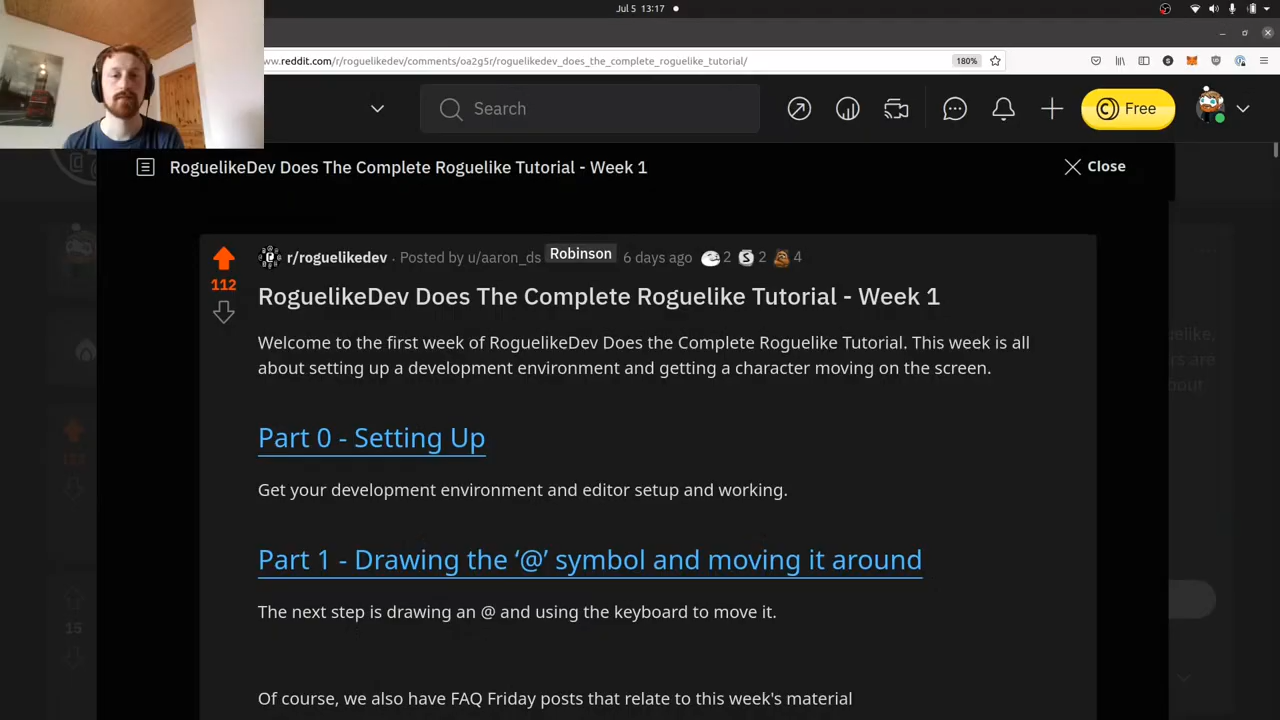 Jul 5 13:17
ww.reddit.com/r/roguelikedev/comments/oa2g5r/roguelikedev_does_the_complete_roguelike_tutorial/
180%
Search
Free
RoguelikeDev Does The Complete Roguelike Tutorial - Week 1
Close
r/roguelikedev · Posted by u/aaron_ds Robinson 6 days ago 2 2 4
112
RoguelikeDev Does The Complete Roguelike Tutorial - Week 1
Welcome to the first week of RoguelikeDev Does the Complete Roguelike Tutorial. This week is all
about setting up a development environment and getting a character moving on the screen.
Part 0 - Setting Up
Get your development environment and editor setup and working.
Part 1 - Drawing the ‘@’ symbol and moving it around
The next step is drawing an @ and using the keyboard to move it.
15
Of course, we also have FAQ Friday posts that relate to this week's material